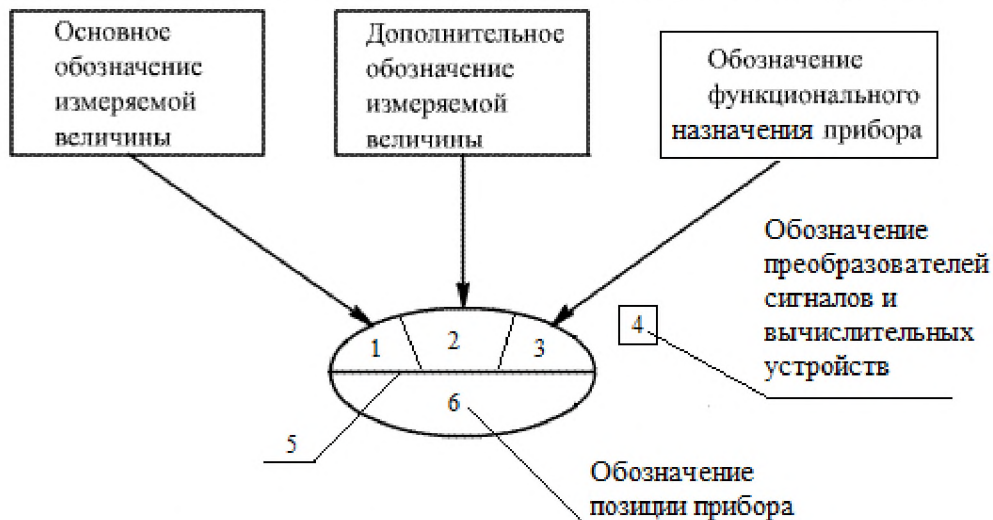 Основное
обозначение
измеряемой
величины
Дополнительное
обозначение
измеряемой
величины
Обозначение
функционального
назначения прибора
Обозначение
преобразователей
сигналов и
вычислительных
устройств
4
1
2
3
6
5
Обозначение
позиции прибора